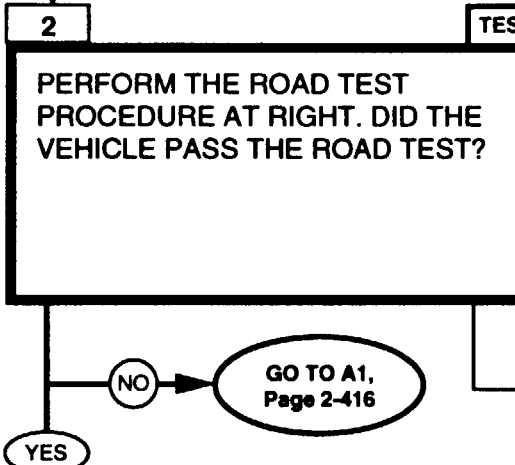 2
TES
PERFORM THE ROAD TEST
PROCEDURE AT RIGHT. DID THE
VEHICLE PASS THE ROAD TEST?
NO
GO TO A1,
Page 2-416
YES